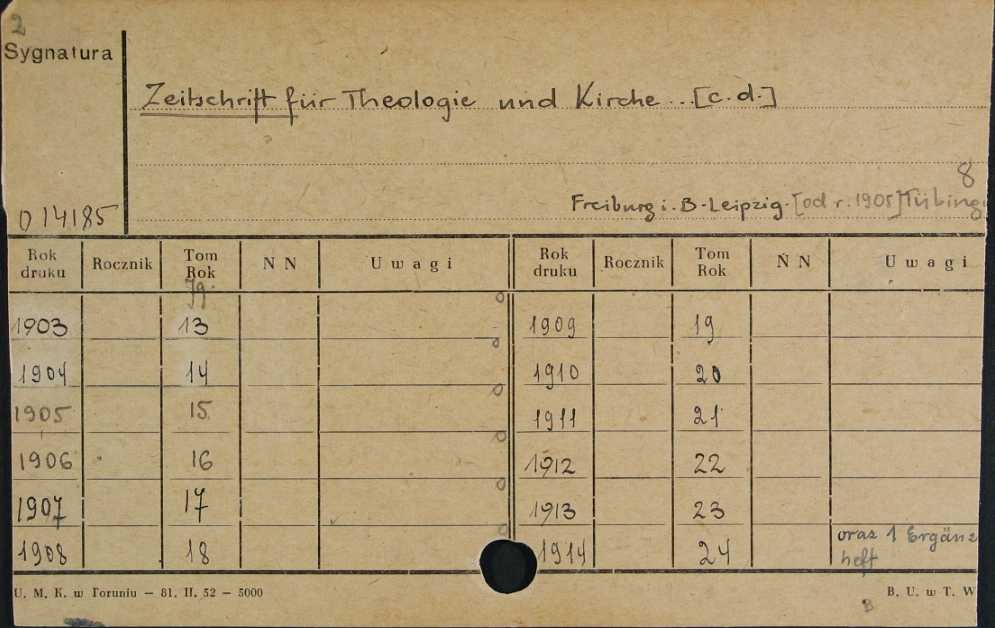 2
Sygnatura
Zeitschrift für Theologie und Kirche... [c.d.]
8
014185
Freiburg i. B-Leipzig-[od r. 1905] Tübing
Rok druku Rocznik Tom Rok N N Uwagi Rok druku Rocznik Tom Rok N N Uwagi
Jg.
1903 13 1909 19
1904 14 1910 20
1905 15 1911 21
1906 16 1912 22
1907 17 1913 23
1908 18 1914 24 oraz 1 Ergänz
heft
U. M. K. w Toruniu — 81. II. 52 — 5000 B. U. w T. W
B